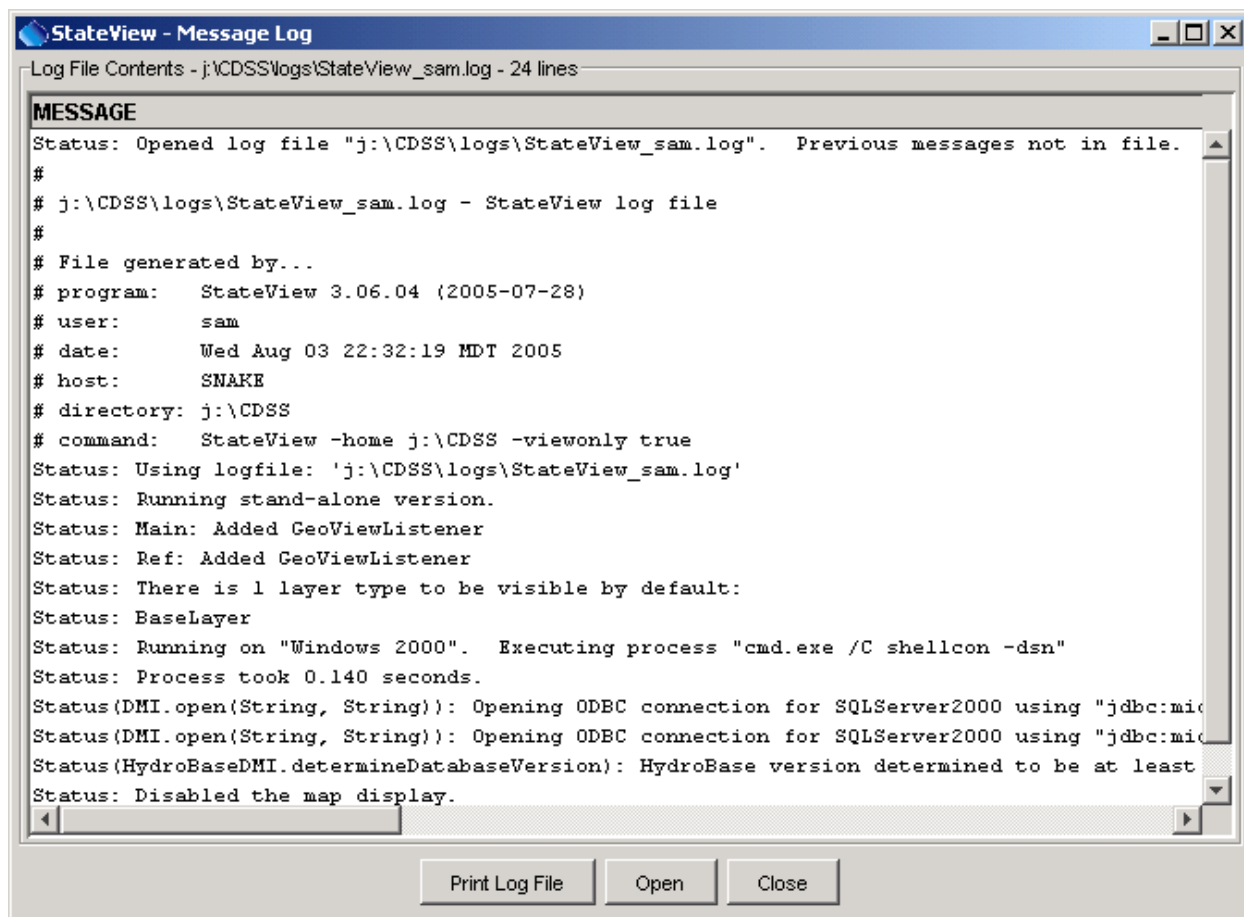 StateView - Message Log
Log File Contents - j:\CDSS\logs\StateView_sam.log - 24 lines
MESSAGE
Status: Opened log file "j:\CDSS\logs\StateView_sam.log".  Previous messages not in file.
#
# j:\CDSS\logs\StateView_sam.log - StateView log file
#
# File generated by...
# program:   StateView 3.06.04 (2005-07-28)
# user:      sam
# date:      Wed Aug 03 22:32:19 MDT 2005
# host:      SNAKE
# directory: j:\CDSS
# command:   StateView -home j:\CDSS -viewonly true
Status: Using logfile: 'j:\CDSS\logs\StateView_sam.log'
Status: Running stand-alone version.
Status: Main: Added GeoViewListener
Status: Ref: Added GeoViewListener
Status: There is 1 layer type to be visible by default:
Status: BaseLayer
Status: Running on "Windows 2000".  Executing process "cmd.exe /C shellcon -dsn"
Status: Process took 0.140 seconds.
Status(DMI.open(String, String)): Opening ODBC connection for SQLServer2000 using "jdbc:mic
Status(DMI.open(String, String)): Opening ODBC connection for SQLServer2000 using "jdbc:mic
Status(HydroBaseDMI.determineDatabaseVersion): HydroBase version determined to be at least
Status: Disabled the map display.
Print Log File Open Close